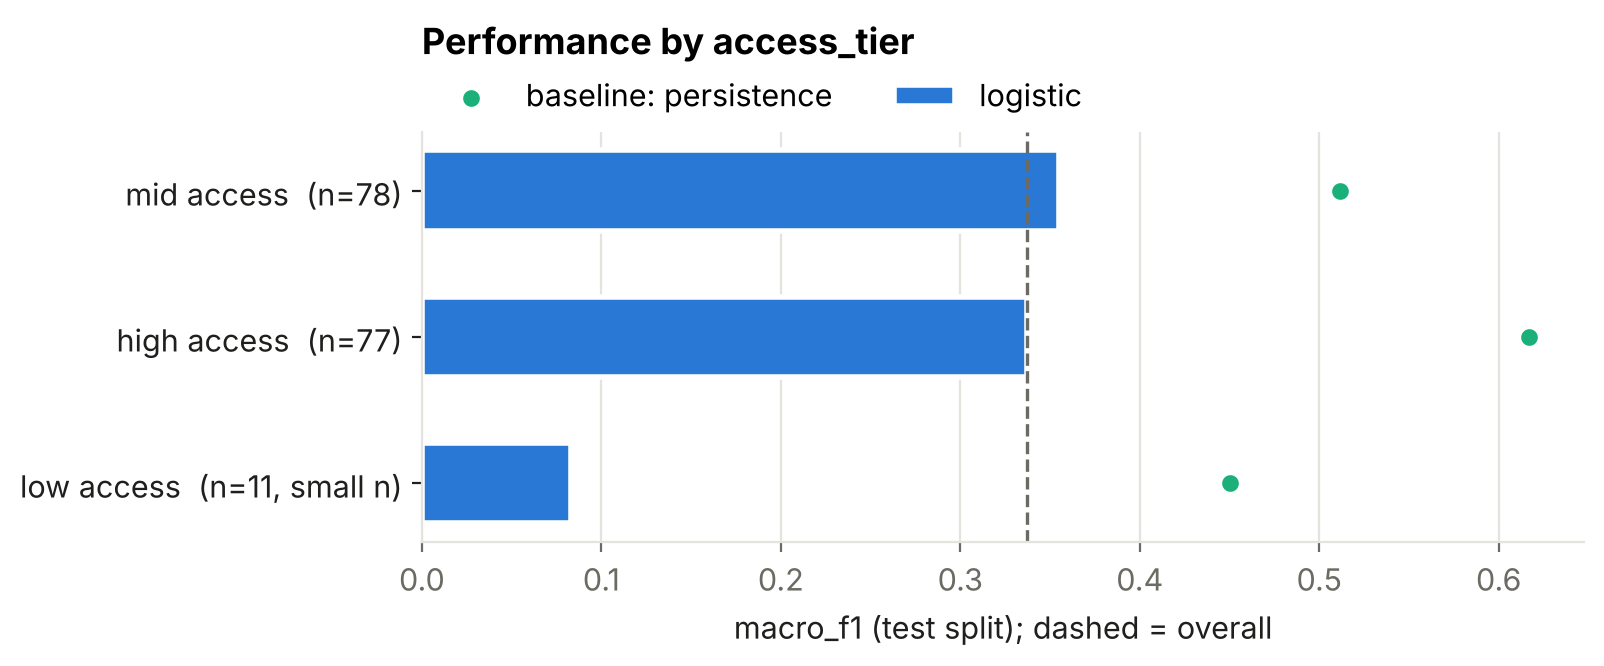 Performance by access_tier
baseline: persistence logistic
mid access (n=78)
high access (n=77)
low access (n=11, small n)
0.0 0.1 0.2 0.3 0.4 0.5 0.6
macro_f1 (test split); dashed = overall